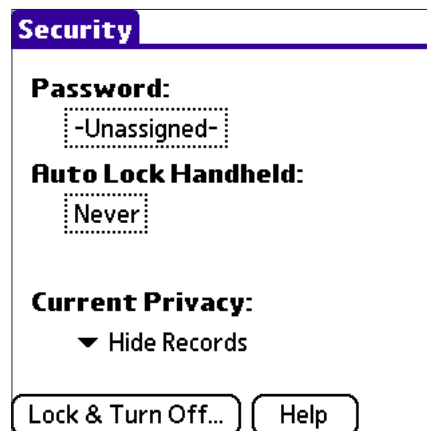 Security
Password:
-Unassigned-
Auto Lock Handheld:
Never
Current Privacy:
Hide Records
Lock & Turn Off... Help